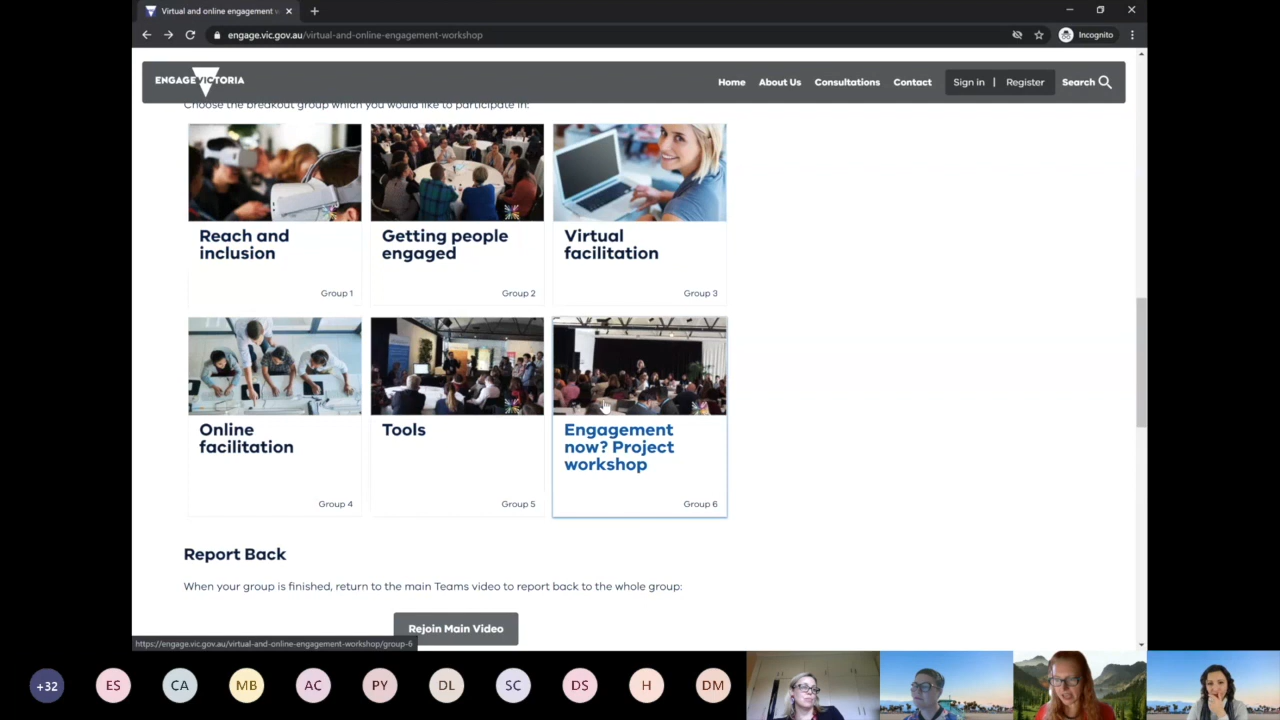 Virtual and online engagement v
engage.vic.gov.au/virtual-and-online-engagement-workshop
Incognito
ENGAGE VICTORIA
Home
About Us
Consultations
Contact
Sign in | Register
Search
Choose the breakout group which you would like to participate in:
Reach and
inclusion
Group 1
Getting people
engaged
Group 2
Virtual
facilitation
Group 3
Online
facilitation
Group 4
Tools
Group 5
Engagement
now? Project
workshop
Group 6
Report Back
When your group is finished, return to the main Teams video to report back to the whole group:
Rejoin Main Video
https://engage.vic.gov.au/virtual-and-online-engagement-workshop/group-6
+32
ES
CA
MB
AC
PY
DL
SC
DS
H
DM